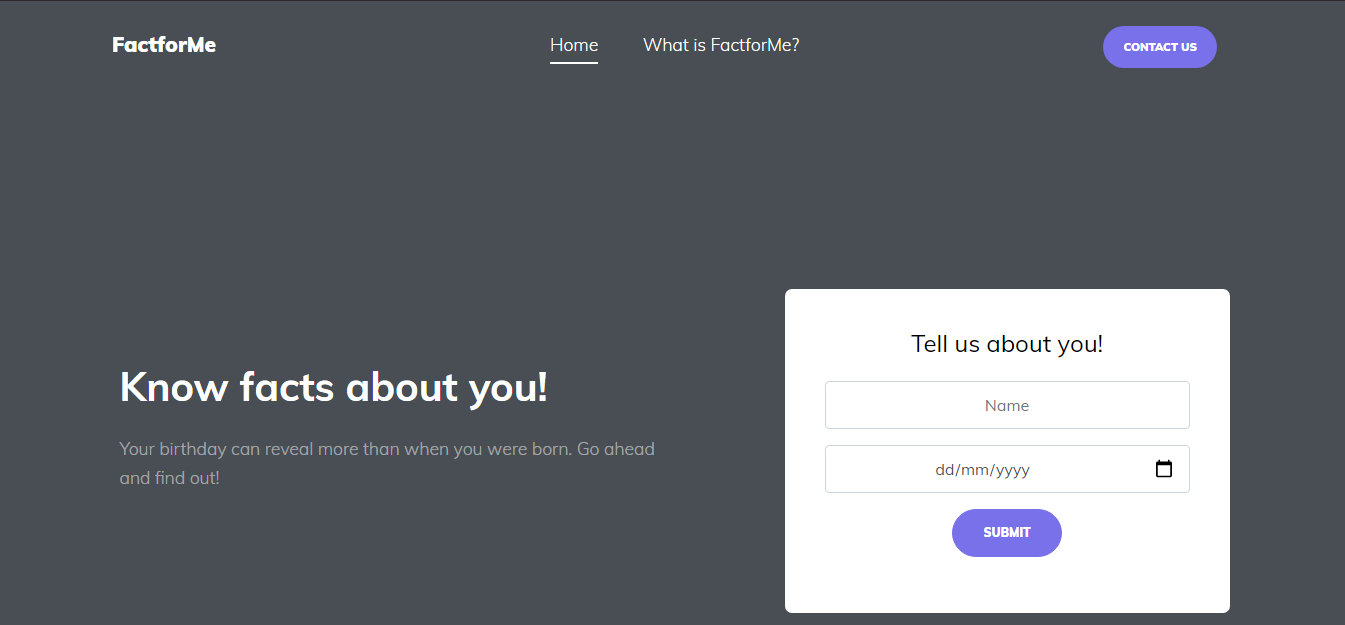 FactforMe
Home
What is FactforMe?
CONTACT US
Know facts about you!
Your birthday can reveal more than when you were born. Go ahead
and find out!
Tell us about you!
Name
dd/mm/yyyy
SUBMIT